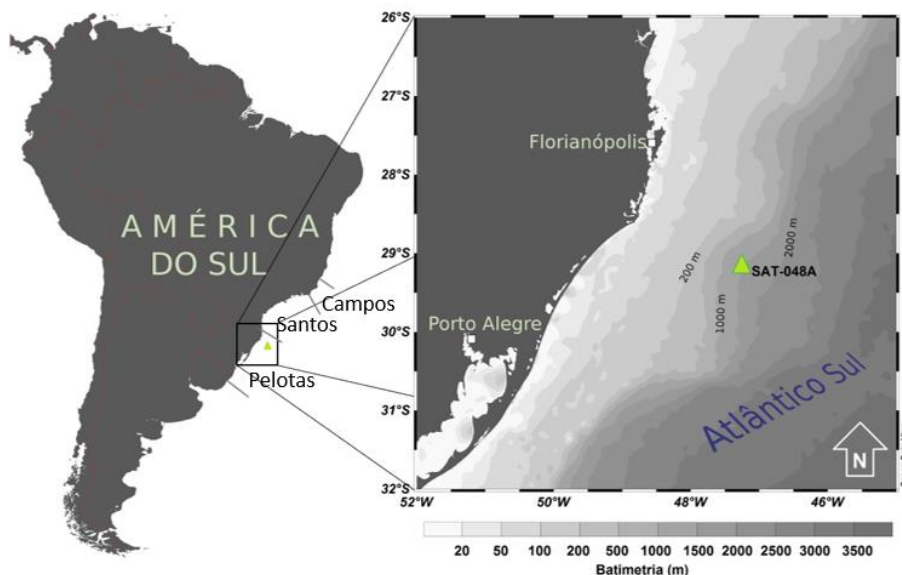 AMÉRICA
DO SUL
Campos
Santos
Pelotas
26°S
27°S
28°S
29°S
30°S
31°S
32°S
Florianópolis
Porto Alegre
200 m
1000 m
2000 m
SAT-048A
Atlântico Sul
N
52°W 50°W 48°W 46°W
20 50 100 200 500 1000 1500 2000 2500 3000 3500
Batimetria (m)